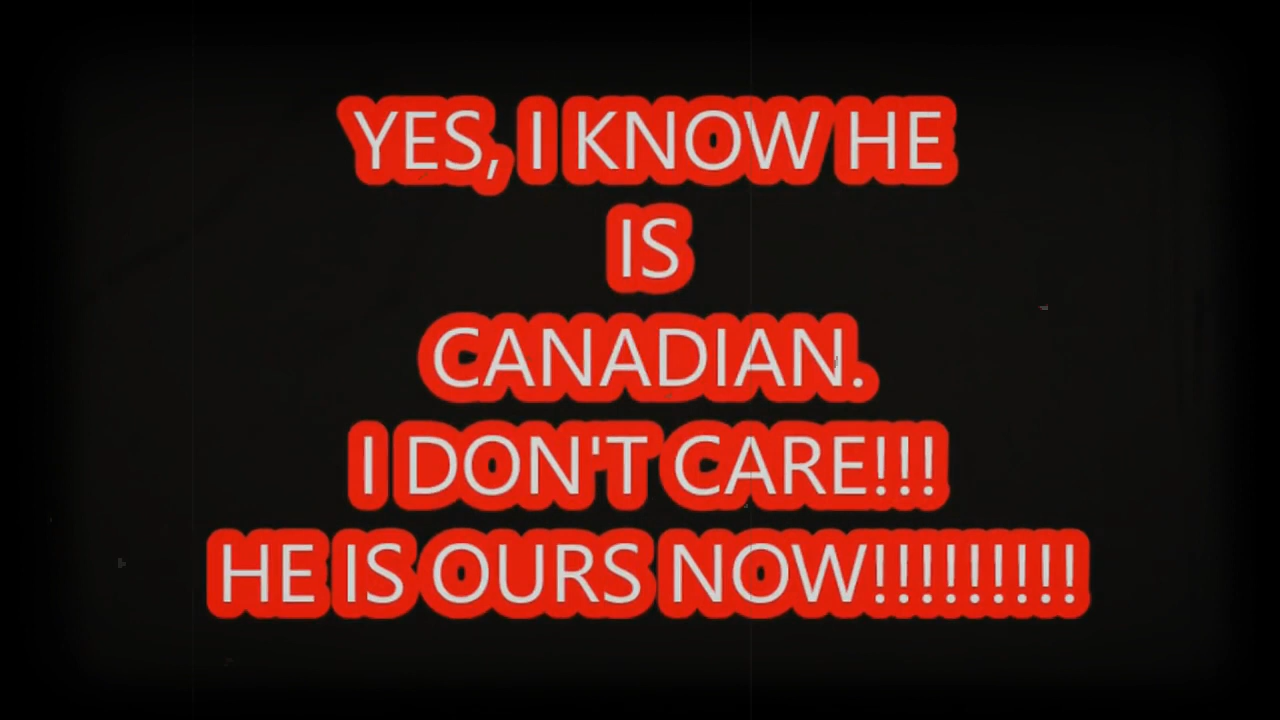 YES, I KNOW HE
IS
CANADIAN.
I DON'T CARE!!!
HE IS OURS NOW!!!!!!!!!